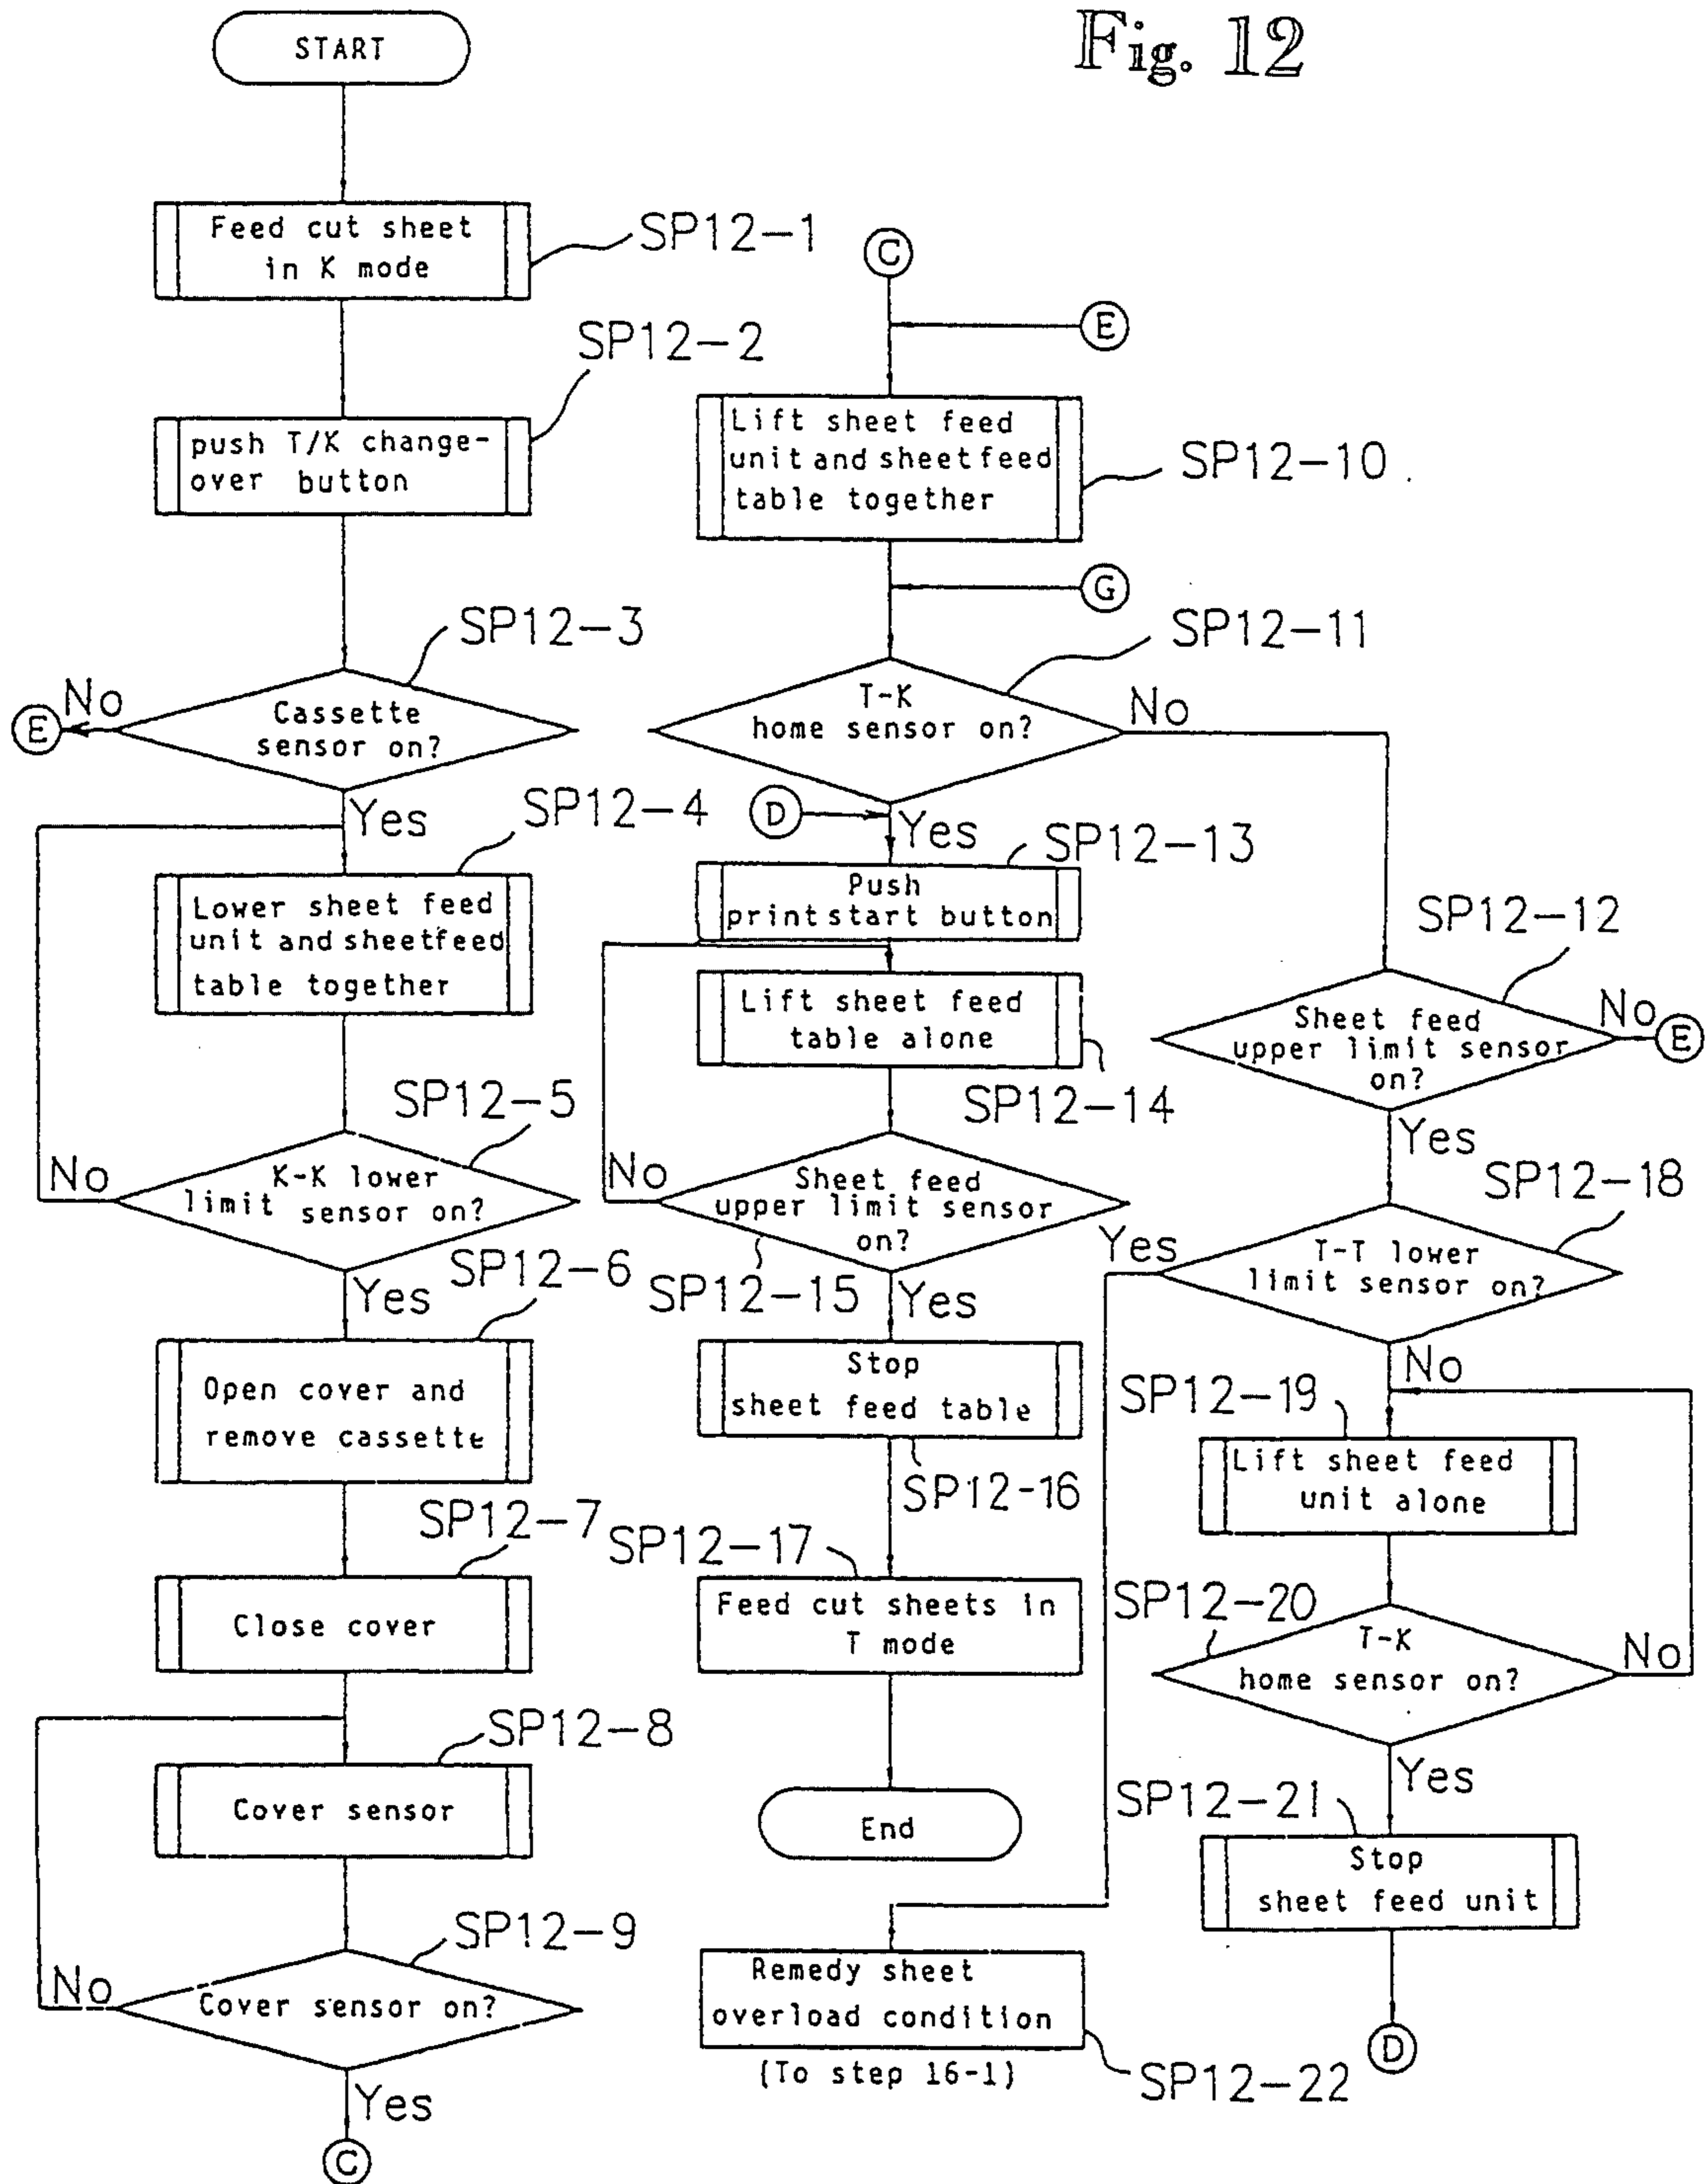 Fig. 12
START
Feed cut sheet
in K mode
SP12-1
push T/K change-
over button
SP12-2
Cassette
sensor on?
SP12-3
No
E
Yes
Lower sheet feed
unit and sheetfeed
table together
SP12-4
K-K lower
limit sensor on?
SP12-5
No
Yes
Open cover and
remove cassette
SP12-6
Close cover
SP12-7
Cover sensor
SP12-8
Cover sensor on?
SP12-9
No
Yes
C
C
E
Lift sheet feed
unit and sheetfeed
table together
SP12-10
G
T-K
home sensor on?
SP12-11
No
D
Yes
Push
print start button
SP12-13
Lift sheet feed
table alone
SP12-14
Sheet feed
upper limit sensor
on?
SP12-15
No
Yes
Stop
sheet feed table
SP12-16
Feed cut sheets in
T mode
SP12-17
End
Remedy sheet
overload condition
(To step 16-1)
SP12-22
Sheet feed
upper limit sensor
on?
SP12-12
No
E
Yes
T-T lower
limit sensor on?
SP12-18
Yes
No
Lift sheet feed
unit alone
SP12-19
T-K
home sensor on?
SP12-20
No
Yes
Stop
sheet feed unit
SP12-21
D